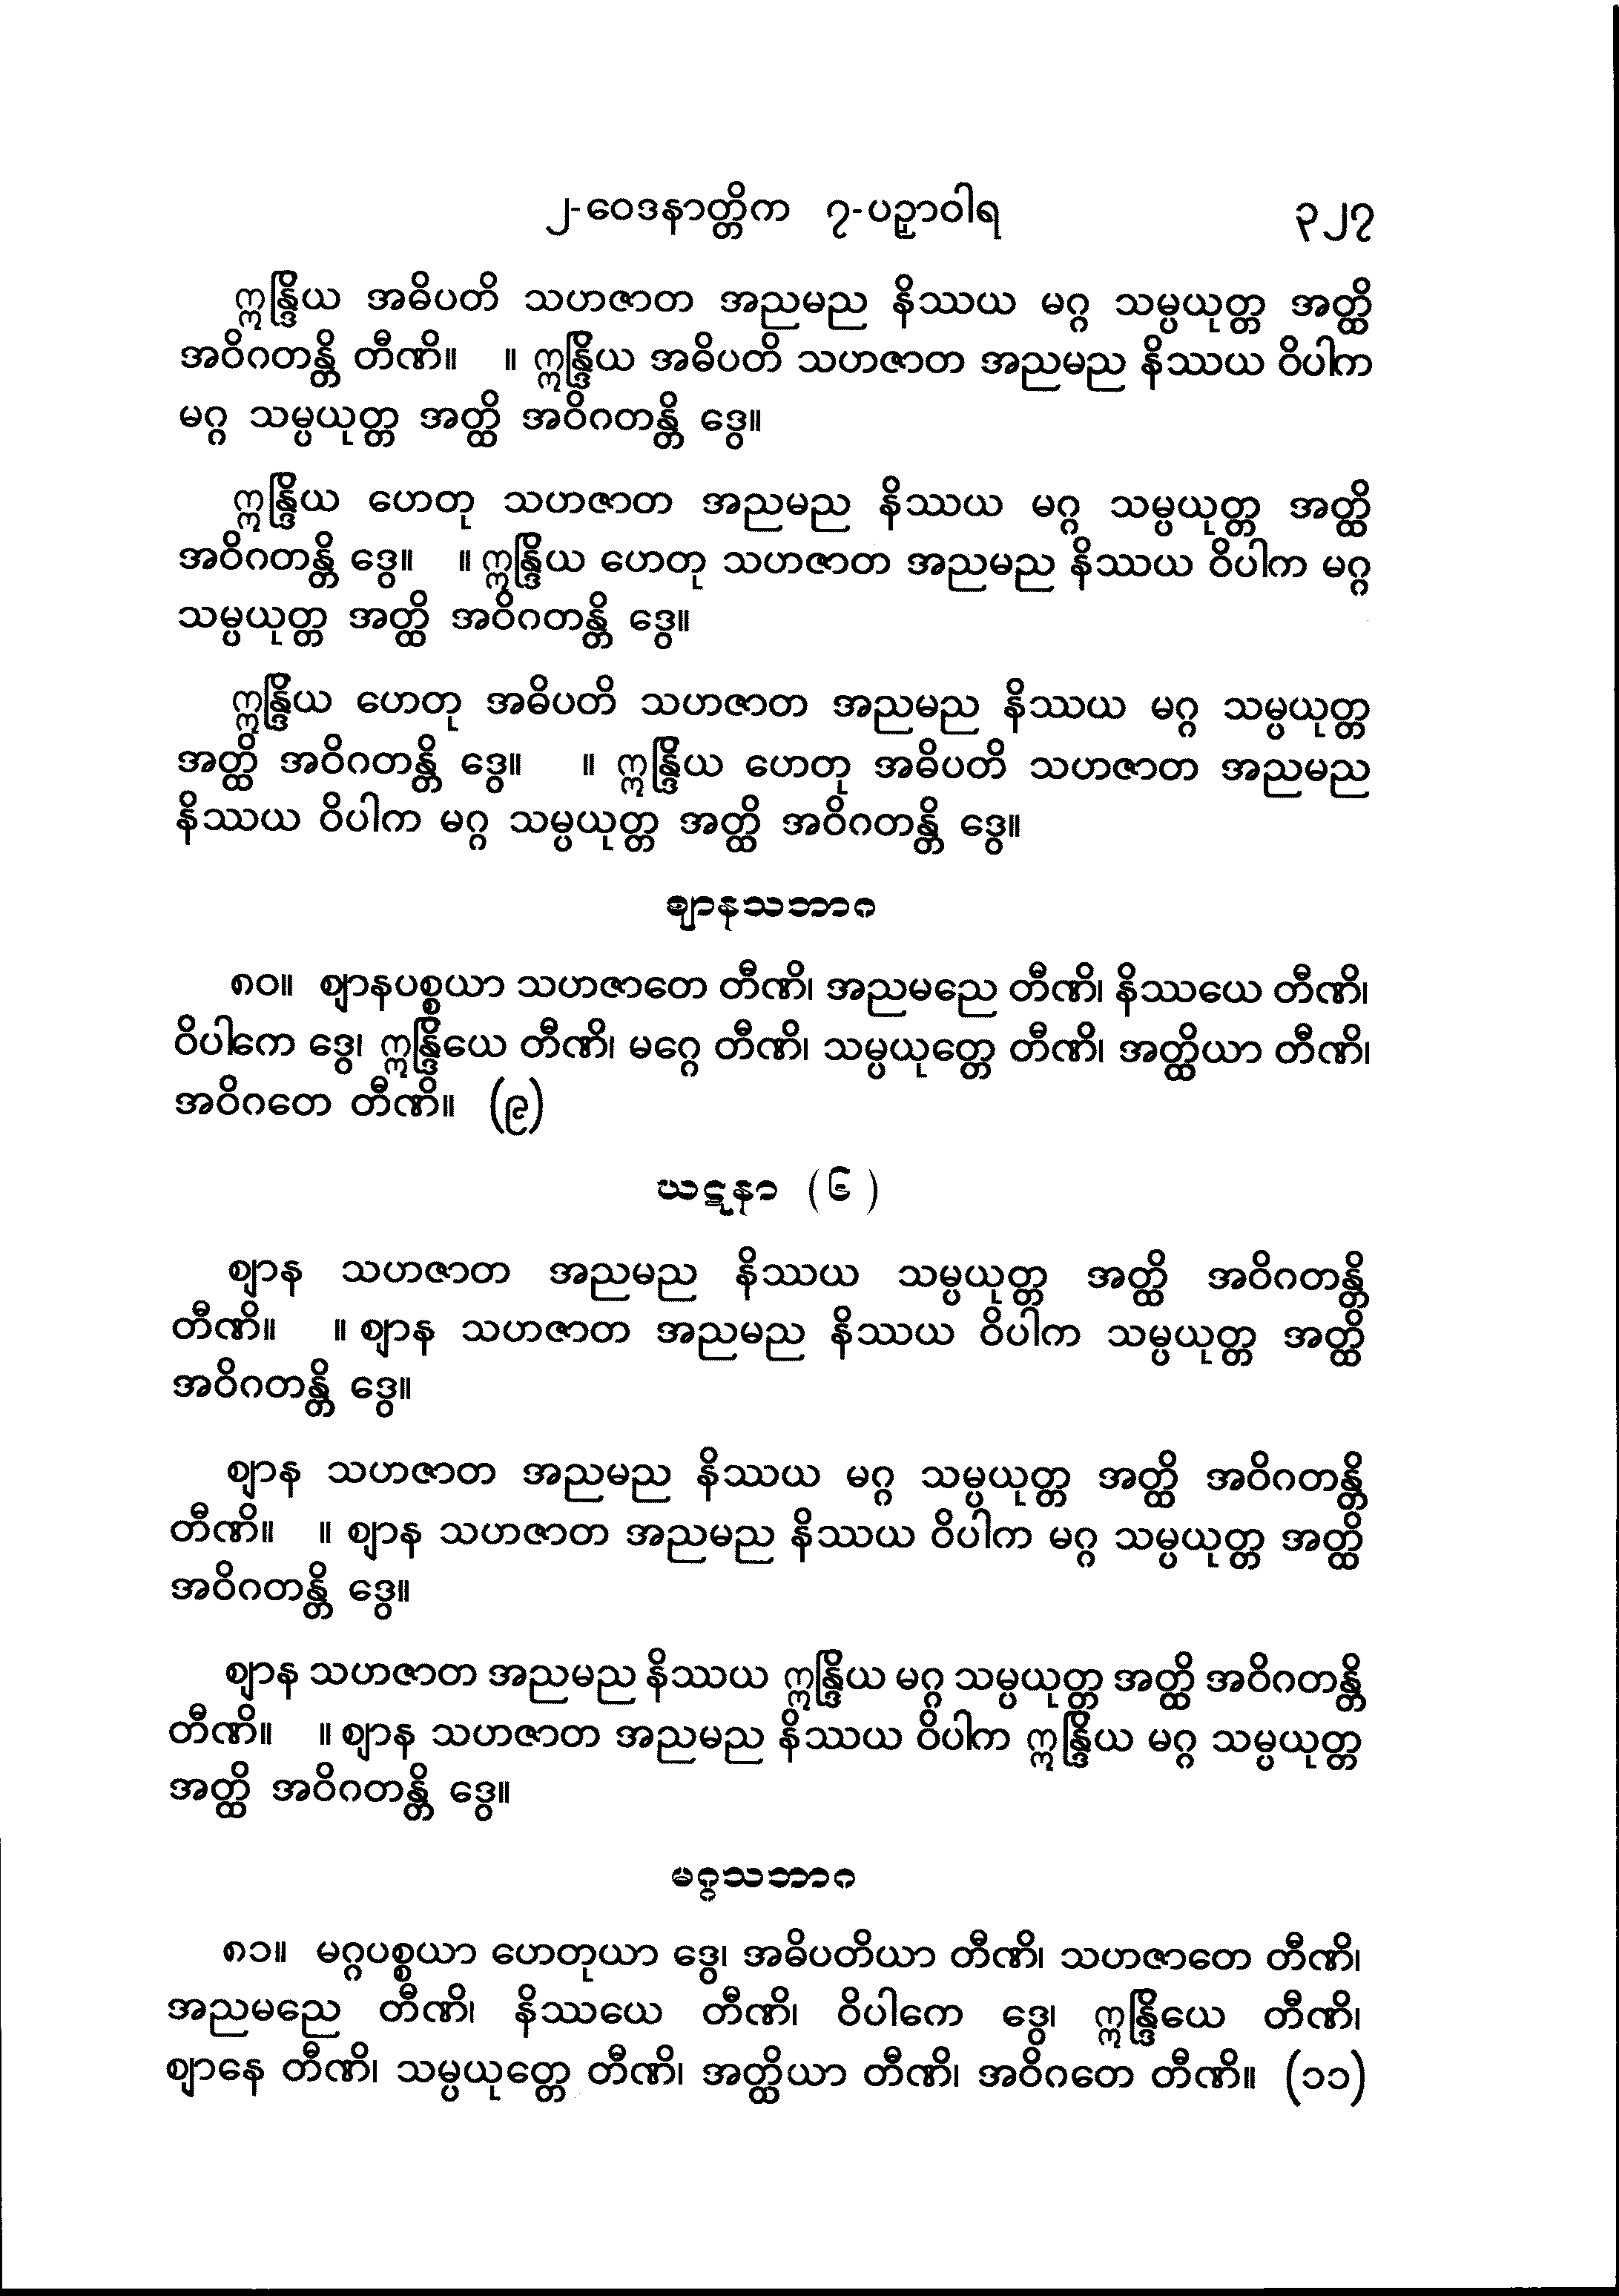 ၂-ဝေဒနာတ္တိက ၇-ပဉှာဝါရ ၃၂၇
ဣန္ဒြိယ အဓိပတိ သဟဇာတ အညမည နိဿယ မဂ္ဂ သမ္ပယုတ္တ အတ္ထိ
အဝိဂတန္တိ တီဏိ။ ။ ဣန္ဒြိယ အဓိပတိ သဟဇာတ အညမည နိဿယ ဝိပါက
မဂ္ဂ သမ္ပယုတ္တ အတ္ထိ အဝိဂတန္တိ ဒွေ။
ဣန္ဒြိယ ဟေတု သဟဇာတ အညမည နိဿယ မဂ္ဂ သမ္ပယုတ္တ အတ္ထိ
အဝိဂတန္တိ ဒွေ။ ။ ဣန္ဒြိယ ဟေတု သဟဇာတ အညမည နိဿယ ဝိပါက မဂ္ဂ
သမ္ပယုတ္တ အတ္ထိ အဝိဂတန္တိ ဒွေ။
ဣန္ဒြိယ ဟေတု အဓိပတိ သဟဇာတ အညမည နိဿယ မဂ္ဂ သမ္ပယုတ္တ
အတ္ထိ အဝိဂတန္တိ ဒွေ။ ။ ဣန္ဒြိယ ဟေတု အဓိပတိ သဟဇာတ အညမည
နိဿယ ဝိပါက မဂ္ဂ သမ္ပယုတ္တ အတ္ထိ အဝိဂတန္တိ ဒွေ။
ဈာနသဘာဂ
၈၀။ ဈာနပစ္စယာ သဟဇာတေ တီဏိ၊ အညမညေ တီဏိ၊ နိဿယေ တီဏိ၊
ဝိပါကေ ဒွေ၊ ဣန္ဒြိယေ တီဏိ၊ မဂ္ဂေ တီဏိ၊ သမ္ပယုတ္တေ တီဏိ၊ အတ္ထိယာ တီဏိ၊
အဝိဂတေ တီဏိ။ (၉)
ဃဋနာ (၆)
ဈာန သဟဇာတ အညမည နိဿယ သမ္ပယုတ္တ အတ္ထိ အဝိဂတန္တိ
တီဏိ။ ။ ဈာန သဟဇာတ အညမည နိဿယ ဝိပါက သမ္ပယုတ္တ အတ္ထိ
အဝိဂတန္တိ ဒွေ။
ဈာန သဟဇာတ အညမည နိဿယ မဂ္ဂ သမ္ပယုတ္တ အတ္ထိ အဝိဂတန္တိ
တီဏိ။ ။ ဈာန သဟဇာတ အညမည နိဿယ ဝိပါက မဂ္ဂ သမ္ပယုတ္တ အတ္ထိ
အဝိဂတန္တိ ဒွေ။
ဈာန သဟဇာတ အညမည နိဿယ ဣန္ဒြိယ မဂ္ဂ သမ္ပယုတ္တ အတ္ထိ အဝိဂတန္တိ
တီဏိ။ ။ ဈာန သဟဇာတ အညမည နိဿယ ဝိပါက ဣန္ဒြိယ မဂ္ဂ သမ္ပယုတ္တ
အတ္ထိ အဝိဂတန္တိ ဒွေ။
မဂ္ဂသဘာဂ
၈၁။ မဂ္ဂပစ္စယာ ဟေတုယာ ဒွေ၊ အဓိပတိယာ တီဏိ၊ သဟဇာတေ တီဏိ၊
အညမညေ တီဏိ၊ နိဿယေ တီဏိ၊ ဝိပါကေ ဒွေ၊ ဣန္ဒြိယေ တီဏိ၊
ဈာနေ တီဏိ၊ သမ္ပယုတ္တေ တီဏိ၊ အတ္ထိယာ တီဏိ၊ အဝိဂတေ တီဏိ။ (၁၁)